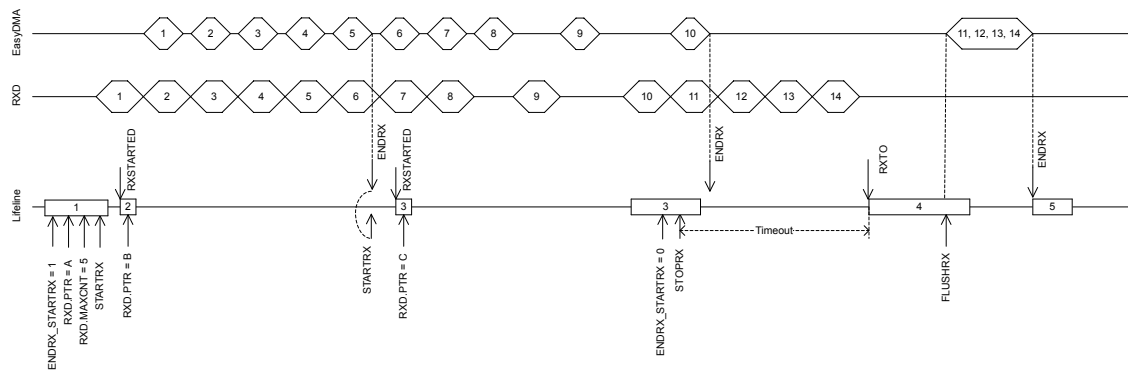 EasyDMA
1
2
3
4
5
6
7
8
9
10
11, 12, 13, 14
RXD
1
2
3
4
5
6
7
8
9
10
11
12
13
14
RXSTARTED
ENDRX
RXSTARTED
ENDRX
RXTO
ENDRX
Lifeline
1
2
3
3
4
5
Timeout
ENDRX_STARTRX = 1
RXD.PTR = A
RXD.MAXCNT = 5
STARTRX
RXD.PTR = B
STARTRX
RXD.PTR = C
ENDRX_STARTRX = 0
STOPRX
FLUSHRX